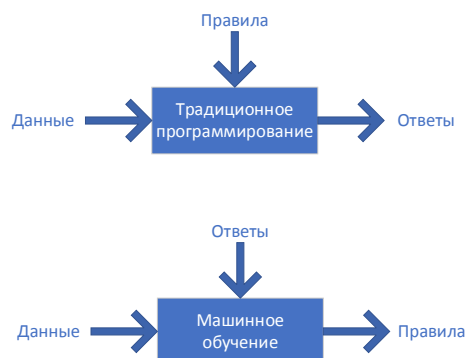 Правила
Данные
Традиционное
программирование
Ответы
Ответы
Данные
Машинное
обучение
Правила